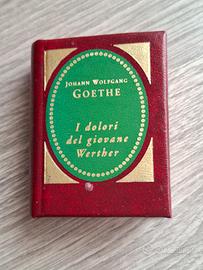 JOHANN WOLFGANG
GOETHE
I dolori
del giovane
Werther